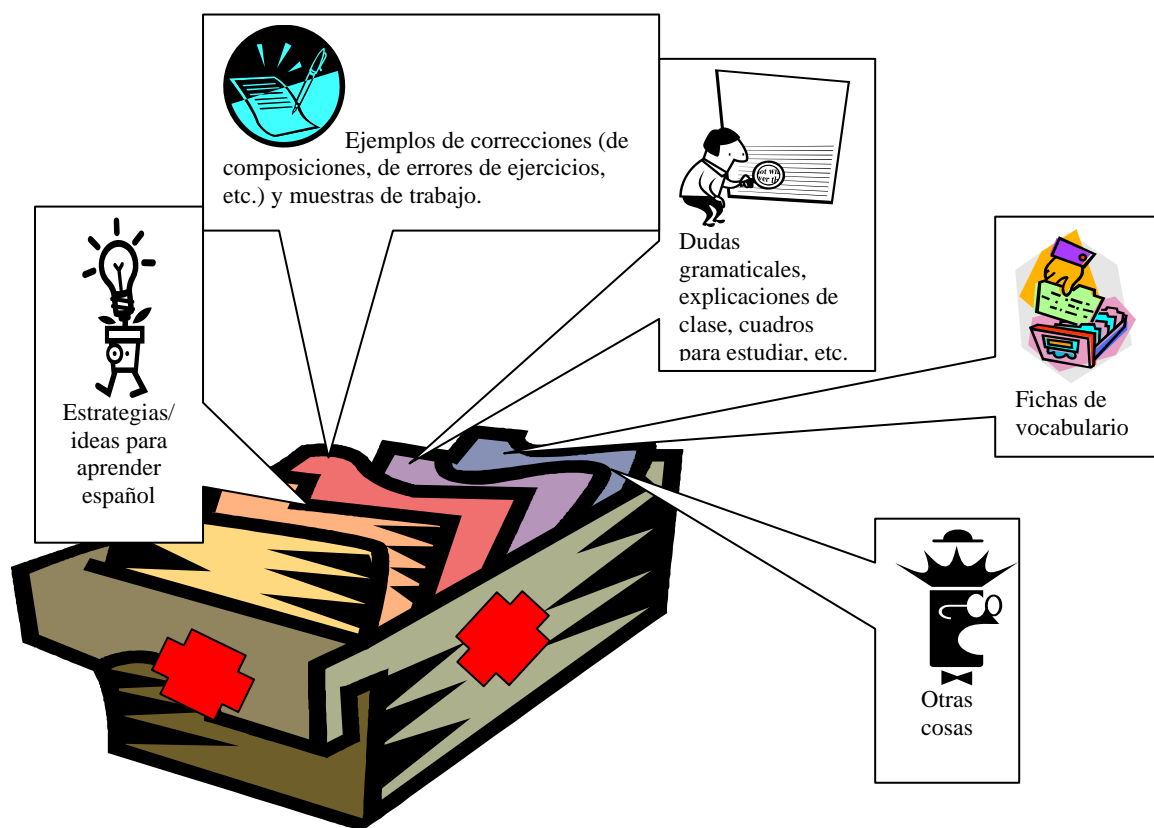 Ejemplos de correcciones (de
composiciones, de errores de ejercicios,
etc.) y muestras de trabajo.
Dudas
gramaticales,
explicaciones de
clase, cuadros
para estudiar, etc.
Estrategias/
ideas para
aprender
español
Fichas de
vocabulario
Otras
cosas